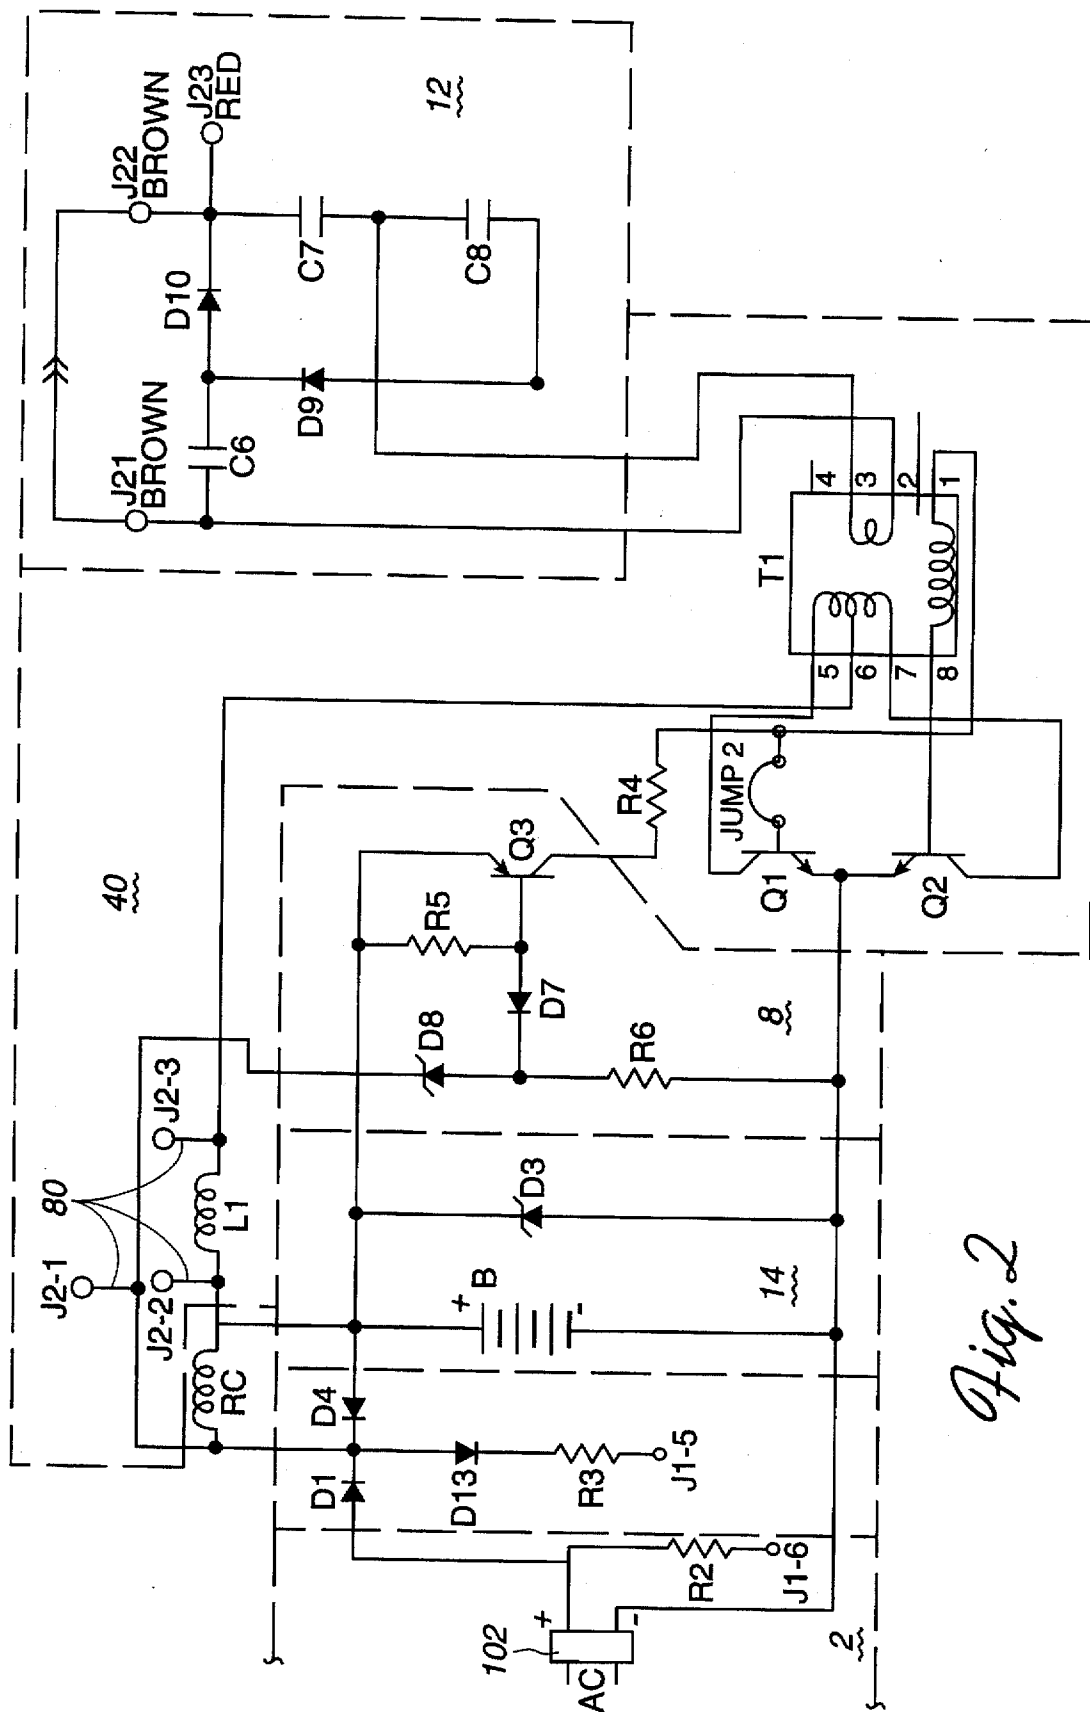 J21
BROWN
J22
BROWN
J23
RED
D10
C6
C7
D9
C8
12
40
80
J2-1
J2-2
J2-3
RC
L1
D8
R5
Q3
D7
R6
8
R4
JUMP 2
Q1
Q2
T1
5
6
7
8
4
3
2
1
D1
D4
D13
R3
J1-5
+
B
-
D3
14
102
AC
+
-
R2
J1-6
2
Fig. 2